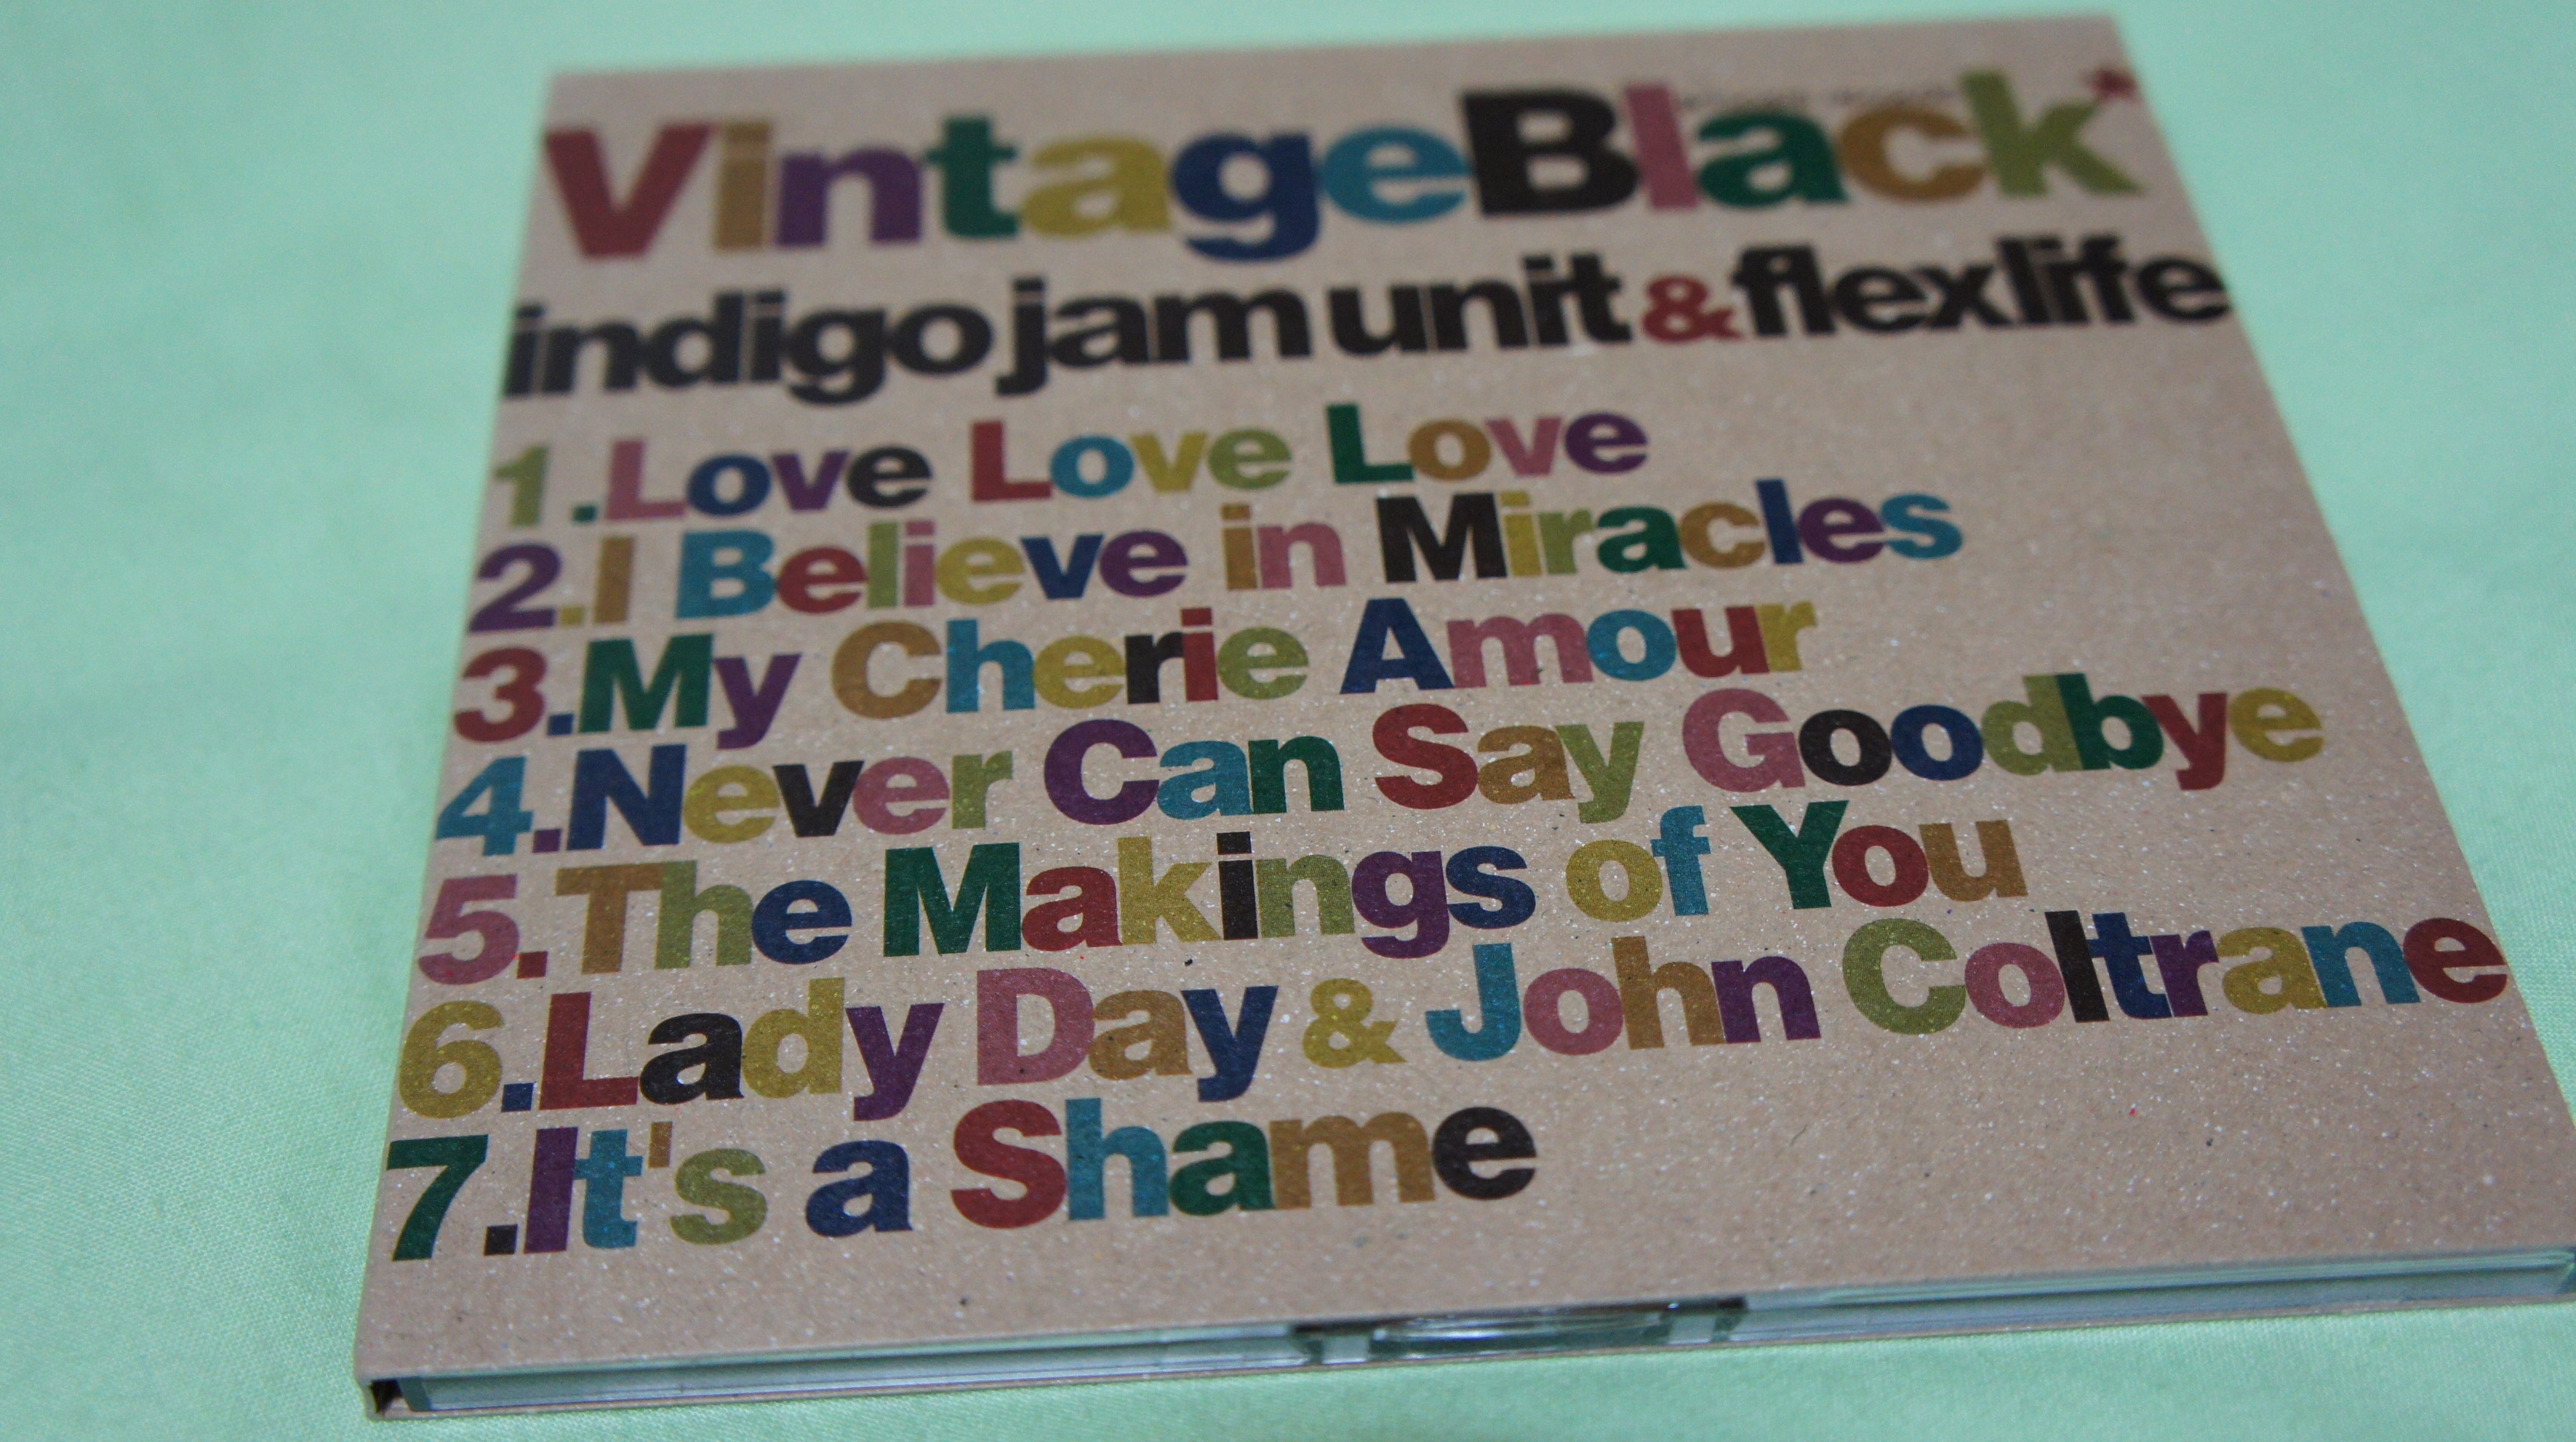 VintageBlack
indigo jam unit & flexlife
1.Love Love Love
2.I Believe in Miracles
3.My Cherie Amour
4.Never Can Say Goodbye
5.The Makings of You
6.Lady Day & John Coltrane
7.It's a Shame